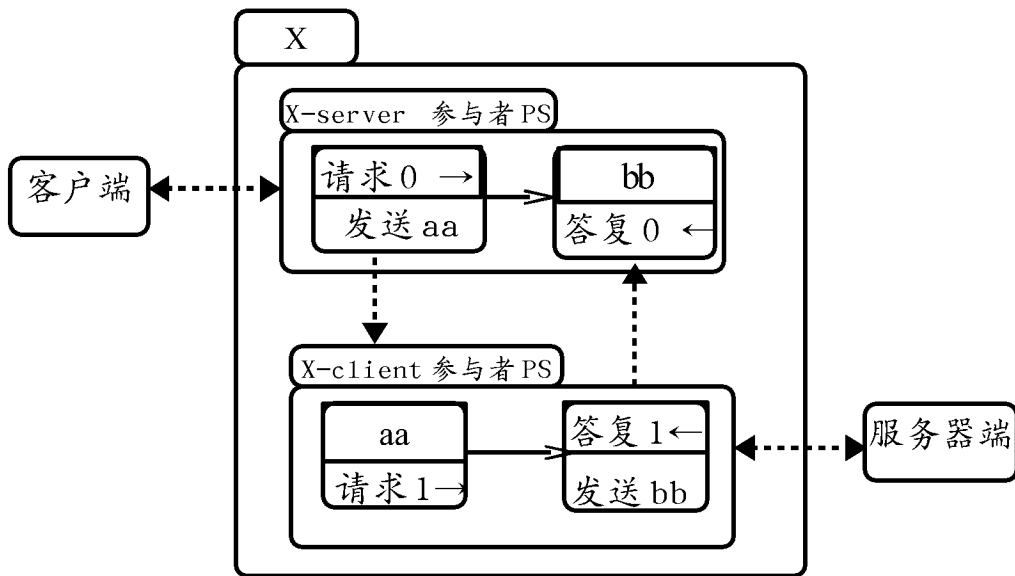 X
X-server 参与者PS
请求0 →
发送aa
bb
答复0 ←
客户端
X-client 参与者PS
aa
请求1→
答复1←
发送bb
服务器端